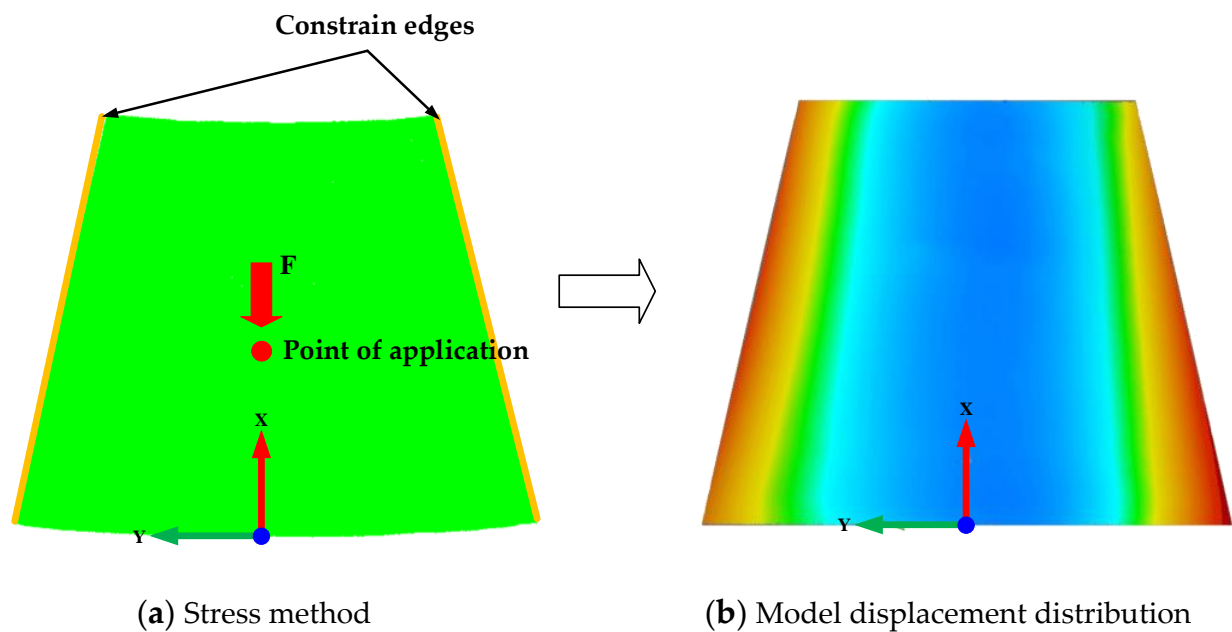 Constrain edges
F
Point of application
X
Y
X
Y
(a) Stress method
(b) Model displacement distribution